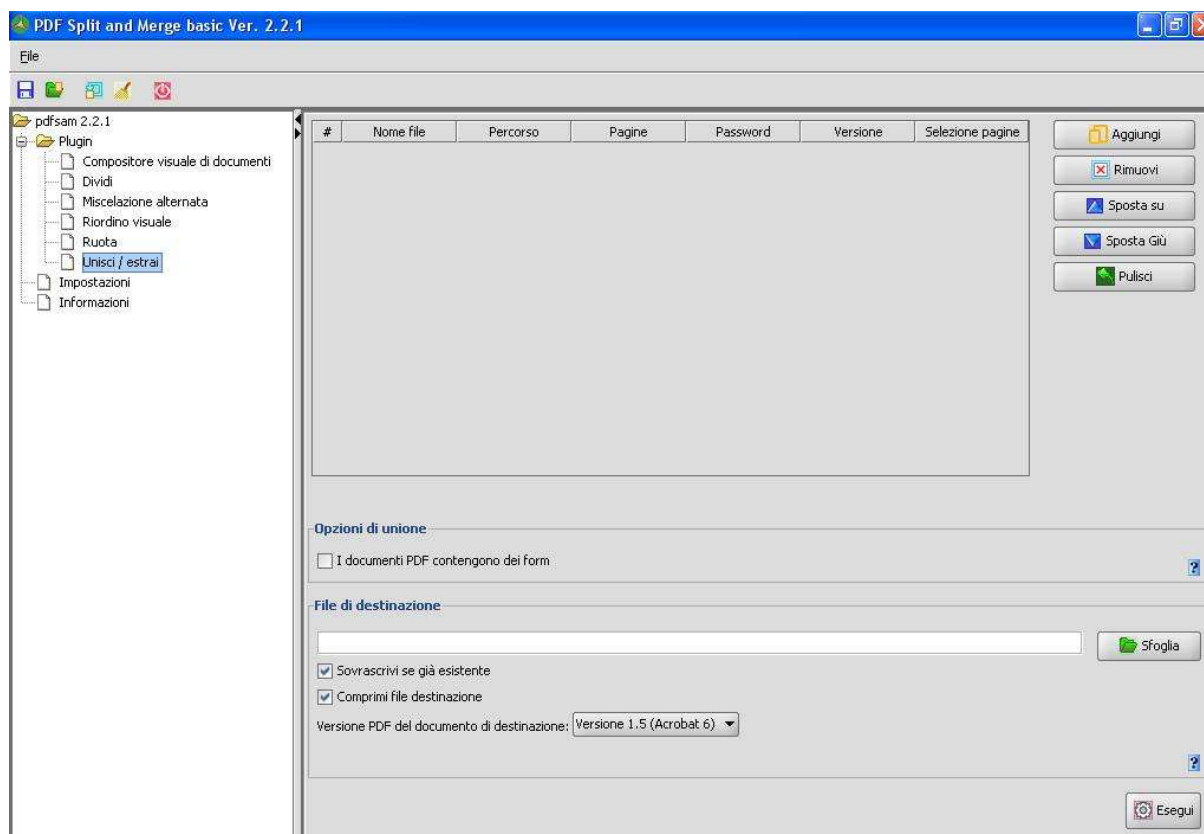 PDF Split and Merge basic Ver. 2.2.1
File
pdfsam 2.2.1
Plugin
Compositore visuale di documenti
Dividi
Miscelazione alternata
Riordino visuale
Ruota
Unisci / estrai
Impostazioni
Informazioni
# Nome file Percorso Pagine Password Versione Selezione pagine
Aggiungi
Rimuovi
Sposta su
Sposta Giù
Pulisci
Opzioni di unione
I documenti PDF contengono dei form
?
File di destinazione
Sfoglia
Sovrascrivi se già esistente
Comprimi file destinazione
Versione PDF del documento di destinazione: Versione 1.5 (Acrobat 6)
?
Esegui